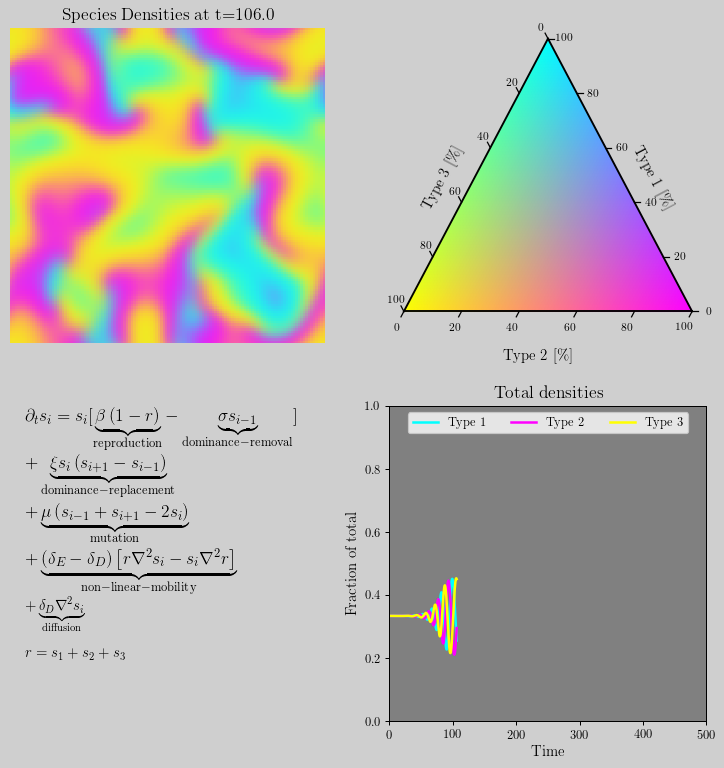 Species Densities at t=106.0
0
100
20
80
40
60
60
40
80
20
100
0
Type 3 [%]
Type 1 [%]
0
20
40
60
80
100
Type 2 [%]
∂ₜsᵢ = sᵢ[β (1 − r) − σsᵢ₋₁ ]
reproduction dominance−removal
+ ξsᵢ (sᵢ₊₁ − sᵢ₋₁)
dominance−replacement
+ μ (sᵢ₋₁ + sᵢ₊₁ − 2sᵢ)
mutation
+ (δ_E − δ_D) [r∇²sᵢ − sᵢ∇²r]
non−linear−mobility
+ δ_D∇²sᵢ
diffusion
r = s₁ + s₂ + s₃
Total densities
Type 1 Type 2 Type 3
1.0
0.8
0.6
0.4
0.2
0.0
Fraction of total
0 100 200 300 400 500
Time